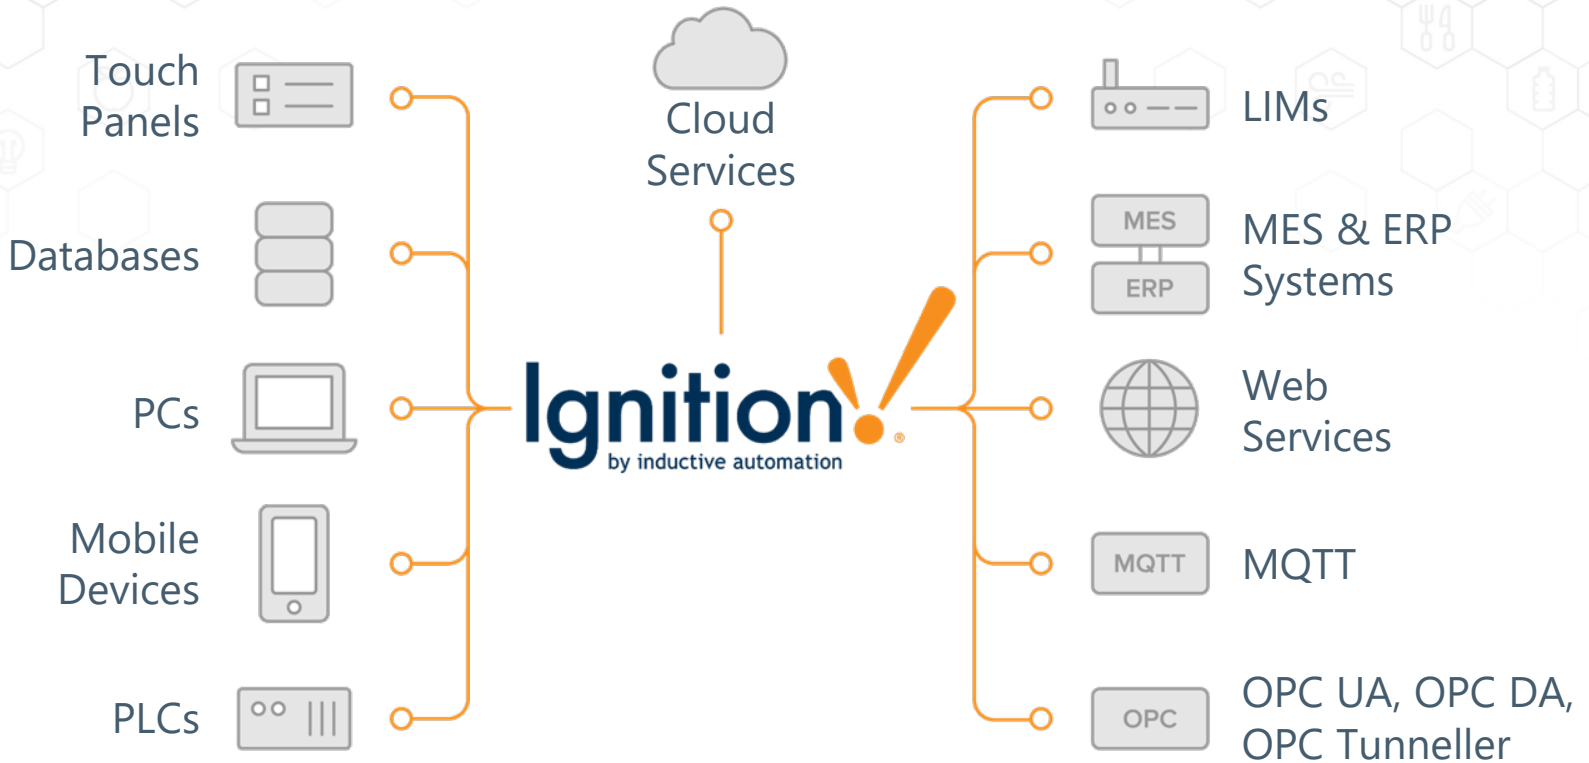 Touch
Panels
Databases
PCs
Mobile
Devices
PLCs
Cloud
Services
Ignition!
®
by inductive automation
LIMs
MES
ERP
MES & ERP
Systems
Web
Services
MQTT
MQTT
OPC
OPC UA, OPC DA,
OPC Tunneller